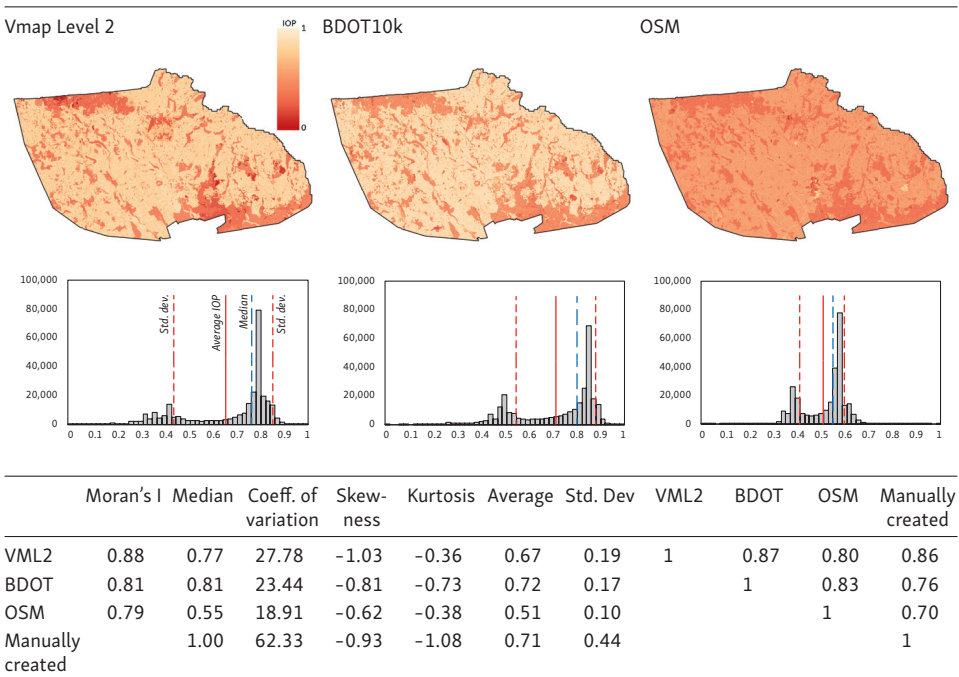 Vmap Level 2
IOP
1
0
BDOT10k
OSM
100,000
80,000
60,000
40,000
20,000
0
Std. dev.
Average IOP
Median
Std. dev.
0 0.1 0.2 0.3 0.4 0.5 0.6 0.7 0.8 0.9 1
100,000
80,000
60,000
40,000
20,000
0
0 0.1 0.2 0.3 0.4 0.5 0.6 0.7 0.8 0.9 1
100,000
80,000
60,000
40,000
20,000
0
0 0.1 0.2 0.3 0.4 0.5 0.6 0.7 0.8 0.9 1
Moran's I Median Coeff. of Skew- Kurtosis Average Std. Dev VML2 BDOT OSM Manually
variation ness created
VML2 0.88 0.77 27.78 −1.03 −0.36 0.67 0.19 1 0.87 0.80 0.86
BDOT 0.81 0.81 23.44 −0.81 −0.73 0.72 0.17 1 0.83 0.76
OSM 0.79 0.55 18.91 −0.62 −0.38 0.51 0.10 1 0.70
Manually 1.00 62.33 −0.93 −1.08 0.71 0.44 1
created